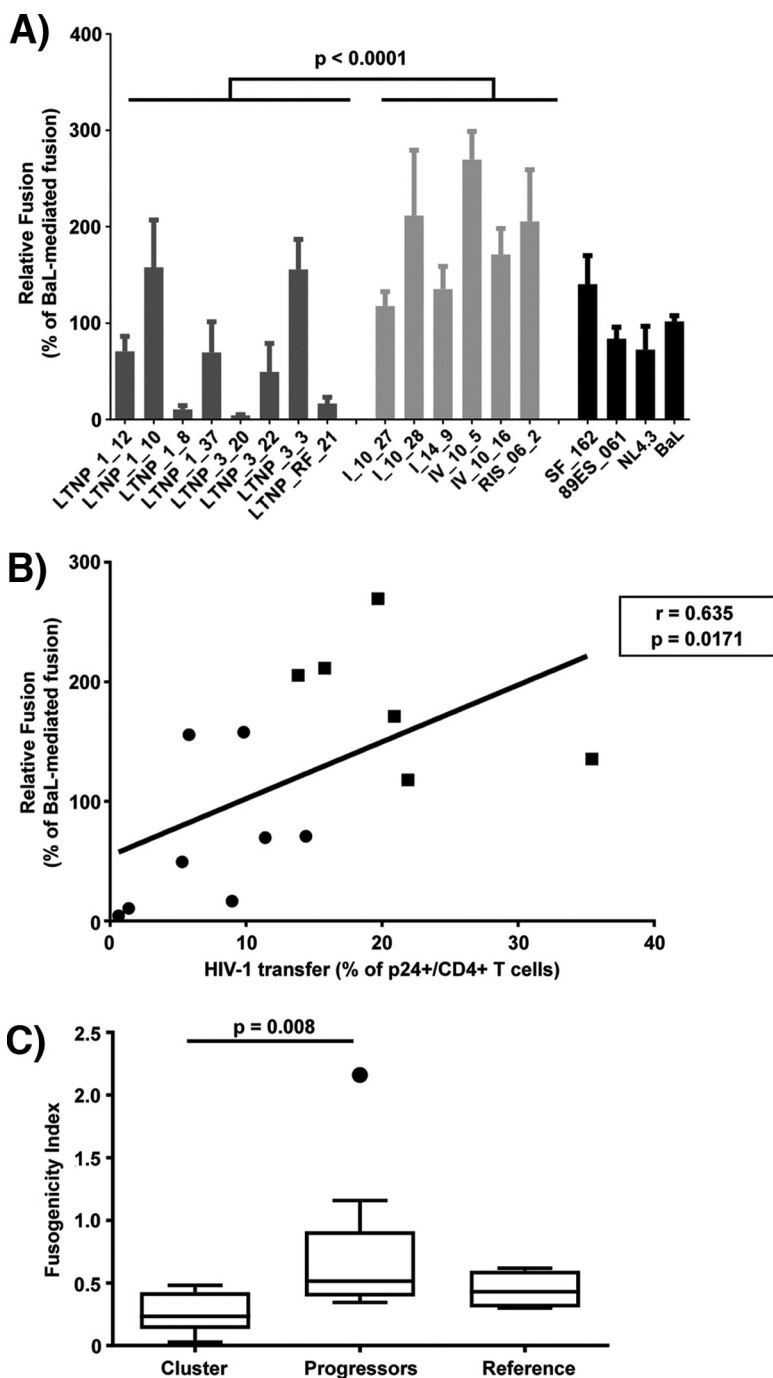 A)
Relative Fusion
(% of BaL-mediated fusion)
400
300
200
100
0
p < 0.0001
LTNP_1_12
LTNP_1_10
LTNP_1_8
LTNP_1_37
LTNP_3_20
LTNP_3_22
LTNP_3_3
LTNP_RF_21
I_10_27
I_10_28
I_14_9
IV_10_5
IV_10_16
RIS_06_2
SF_162
89ES_061
NL4.3
BaL
B)
Relative Fusion
(% of BaL-mediated fusion)
300
200
100
0
r = 0.635
p = 0.0171
0 10 20 30 40
HIV-1 transfer (% of p24+/CD4+ T cells)
C)
Fusogenicity Index
2.5
2.0
1.5
1.0
0.5
0
p = 0.008
Cluster Progressors Reference